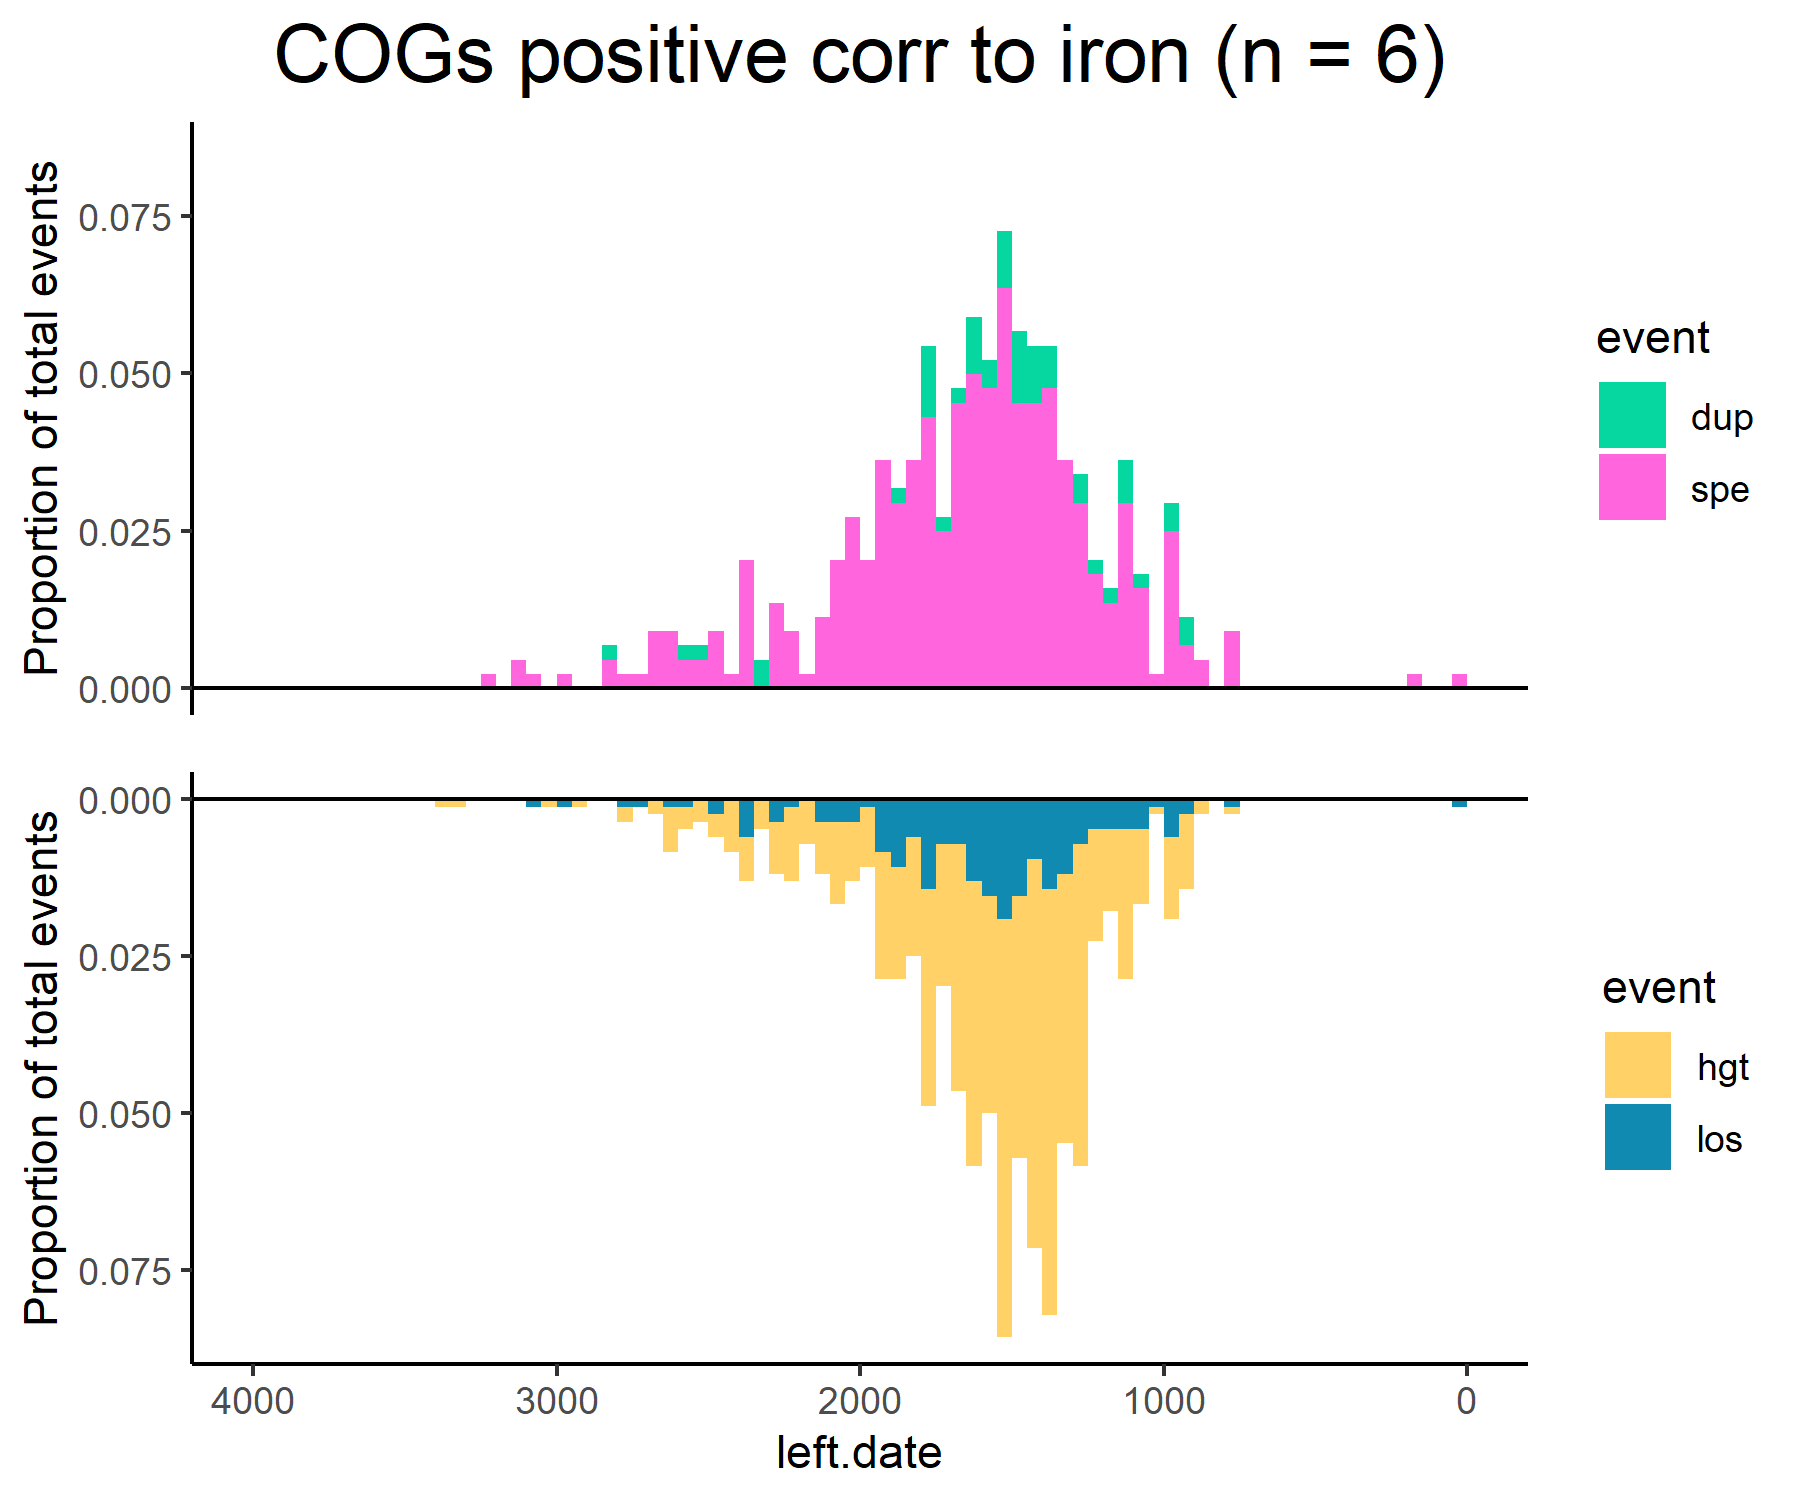 COGs positive corr to iron (n = 6)
Proportion of total events
0.075
0.050
0.025
0.000
event
dup
spe
Proportion of total events
0.000
0.025
0.050
0.075
event
hgt
los
4000 3000 2000 1000 0
left.date